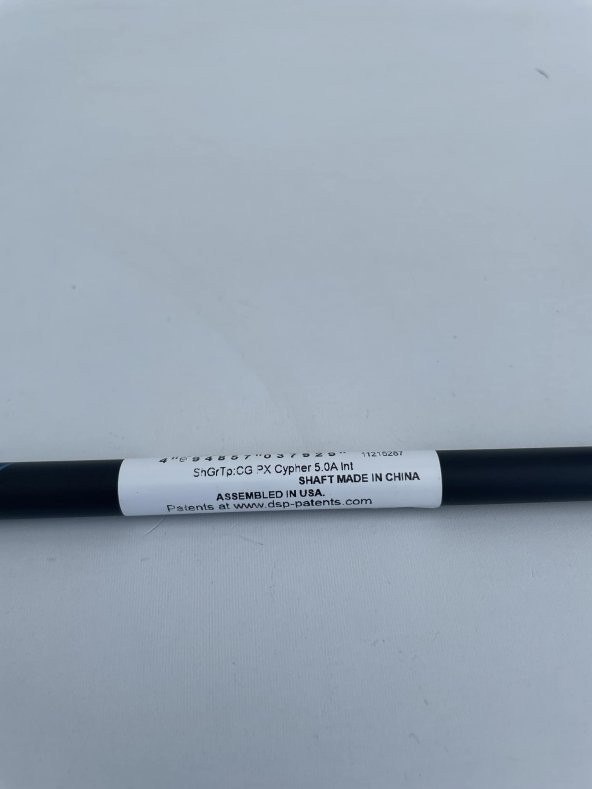 11215287
ShGrTp:CG PX Cypher 5.0A Int
SHAFT MADE IN CHINA
ASSEMBLED IN USA.
Patents at www.dsp-patents.com